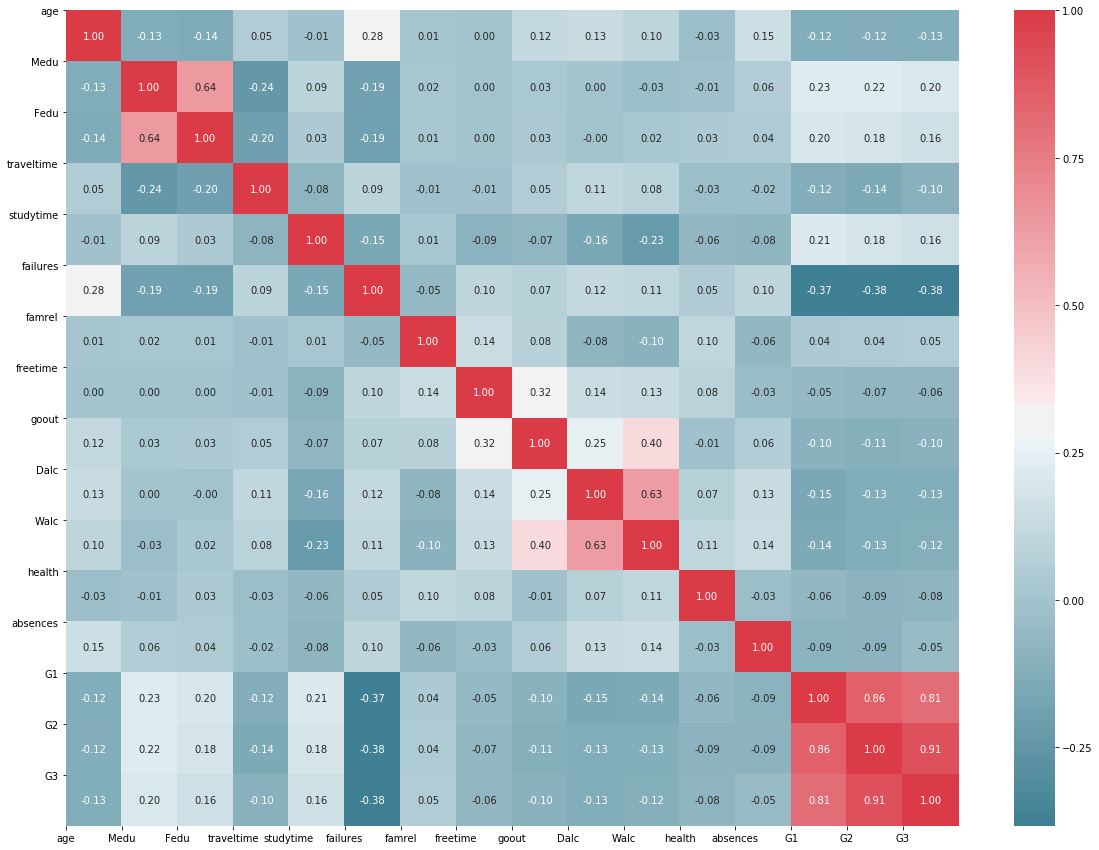 age
1.00 -0.13 -0.14 0.05 -0.01 0.28 0.01 0.00 0.12 0.13 0.10 -0.03 0.15 -0.12 -0.12 -0.13
Medu
-0.13 1.00 0.64 -0.24 0.09 -0.19 0.02 0.00 0.03 0.00 -0.03 -0.01 0.06 0.23 0.22 0.20
Fedu
-0.14 0.64 1.00 -0.20 0.03 -0.19 0.01 0.00 0.03 -0.00 0.02 0.03 0.04 0.20 0.18 0.16
traveltime
0.05 -0.24 -0.20 1.00 -0.08 0.09 -0.01 -0.01 0.05 0.11 0.08 -0.03 -0.02 -0.12 -0.14 -0.10
studytime
-0.01 0.09 0.03 -0.08 1.00 -0.15 0.01 -0.09 -0.07 -0.16 -0.23 -0.06 -0.08 0.21 0.18 0.16
failures
0.28 -0.19 -0.19 0.09 -0.15 1.00 -0.05 0.10 0.07 0.12 0.11 0.05 0.10 -0.37 -0.38 -0.38
famrel
0.01 0.02 0.01 -0.01 0.01 -0.05 1.00 0.14 0.08 -0.08 -0.10 0.10 -0.06 0.04 0.04 0.05
freetime
0.00 0.00 0.00 -0.01 -0.09 0.10 0.14 1.00 0.32 0.14 0.13 0.08 -0.03 -0.05 -0.07 -0.06
goout
0.12 0.03 0.03 0.05 -0.07 0.07 0.08 0.32 1.00 0.25 0.40 -0.01 0.06 -0.10 -0.11 -0.10
Dalc
0.13 0.00 -0.00 0.11 -0.16 0.12 -0.08 0.14 0.25 1.00 0.63 0.07 0.13 -0.15 -0.13 -0.13
Walc
0.10 -0.03 0.02 0.08 -0.23 0.11 -0.10 0.13 0.40 0.63 1.00 0.11 0.14 -0.14 -0.13 -0.12
health
-0.03 -0.01 0.03 -0.03 -0.06 0.05 0.10 0.08 -0.01 0.07 0.11 1.00 -0.03 -0.06 -0.09 -0.08
absences
0.15 0.06 0.04 -0.02 -0.08 0.10 -0.06 -0.03 0.06 0.13 0.14 -0.03 1.00 -0.09 -0.09 -0.05
G1
-0.12 0.23 0.20 -0.12 0.21 -0.37 0.04 -0.05 -0.10 -0.15 -0.14 -0.06 -0.09 1.00 0.86 0.81
G2
-0.12 0.22 0.18 -0.14 0.18 -0.38 0.04 -0.07 -0.11 -0.13 -0.13 -0.09 -0.09 0.86 1.00 0.91
G3
-0.13 0.20 0.16 -0.10 0.16 -0.38 0.05 -0.06 -0.10 -0.13 -0.12 -0.08 -0.05 0.81 0.91 1.00
age Medu Fedu traveltime studytime failures famrel freetime goout Dalc Walc health absences G1 G2 G3
1.00
0.75
0.50
0.25
0.00
−0.25